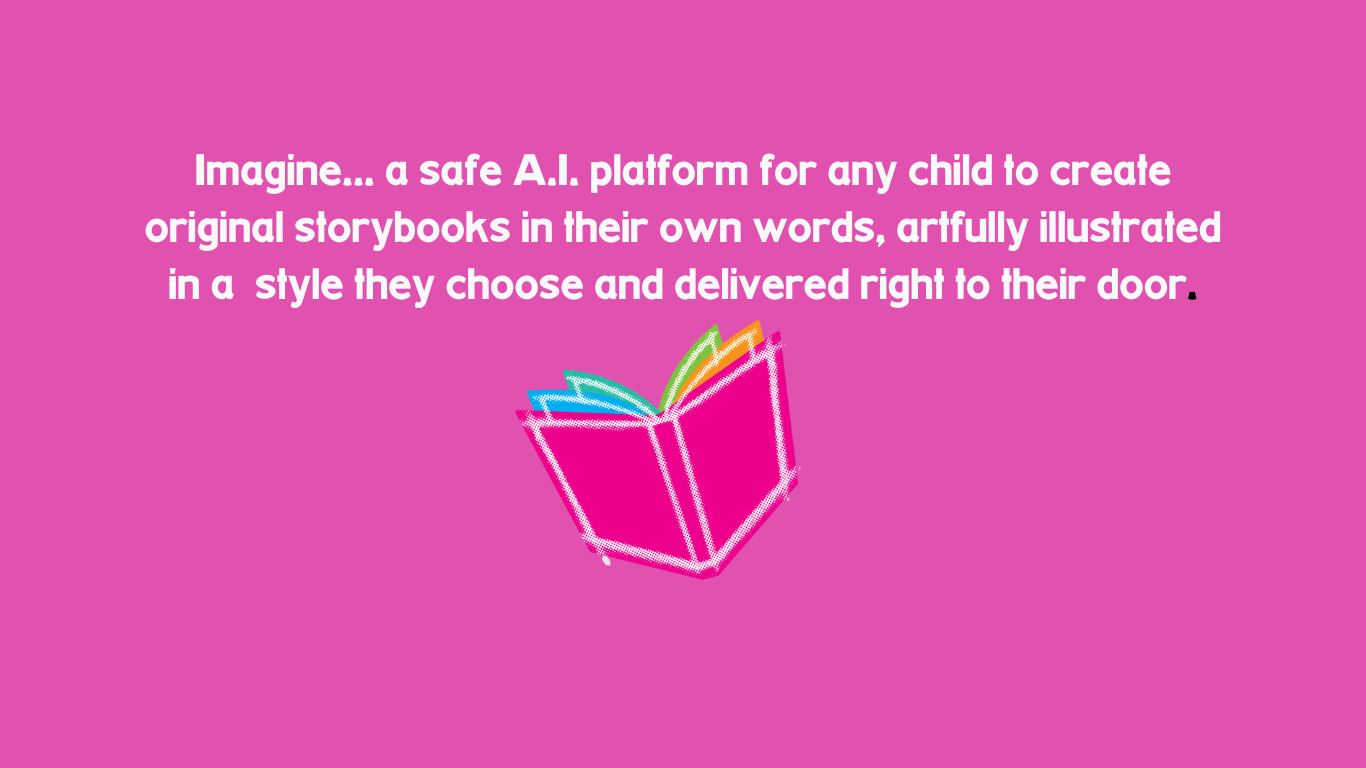 Imagine... a safe A.I. platform for any child to create
original storybooks in their own words, artfully illustrated
in a  style they choose and delivered right to their door.